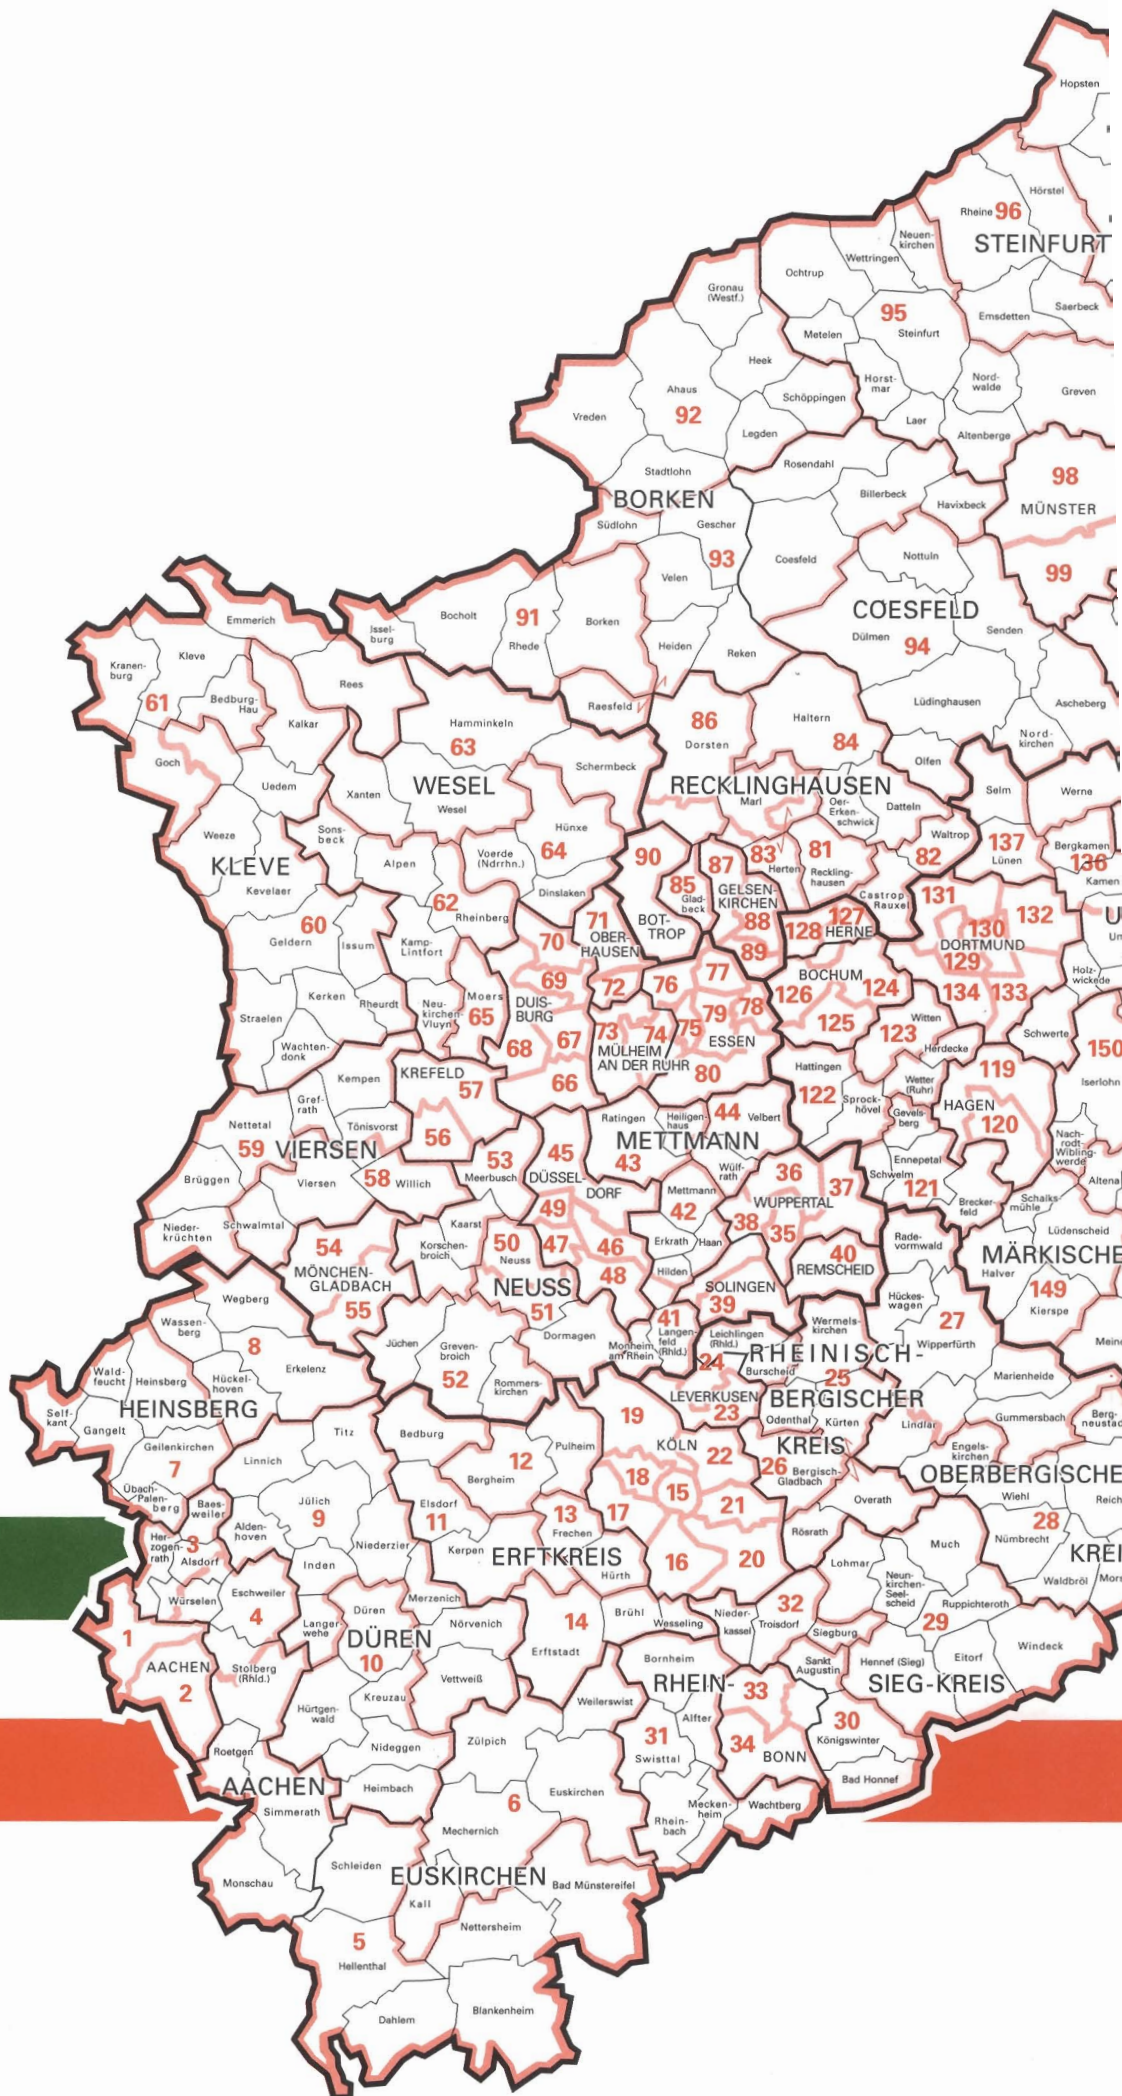 Hopsten
Hörstel
Rheine 96
STEINFURT
Neuen-
kirchen
Wettringen
Ochtrup
Gronau
(Westf.)
95
Steinfurt
Metelen
Emsdetten
Saerbeck
Heek
Ahaus
92
Schöppingen
Horst-
mar
Nord-
walde
Greven
Vreden
Legden
Laer
Altenberge
Stadtlohn
Rosendahl
98
MÜNSTER
BORKEN
Billerbeck
Havixbeck
Südlohn
Gescher
93
Coesfeld
Nottuln
99
Velen
COESFELD
Dülmen
94
Senden
Emmerich
Issel-
burg
Bocholt
91
Rhede
Borken
Heiden
Reken
Kranen-
burg
Kleve
61
Bedburg-
Hau
Kalkar
Rees
Raesfeld
Lüdinghausen
Ascheberg
Nord-
kirchen
Hamminkeln
63
86
Dorsten
Haltern
84
Goch
Schermbeck
Olfen
Uedem
Xanten
WESEL
Wesel
RECKLINGHAUSEN
Marl
Oer-
Erken-
schwick
Datteln
Selm
Werne
Weeze
Sons-
beck
Hünxe
64
Waltrop
137
Lünen
Bergkamen
136
Kamen
KLEVE
Kevelaer
Alpen
Voerde
(Ndrrhn.)
90
87
83
Herten
81
Reckling-
hausen
82
85
Glad-
beck
GELSEN-
KIRCHEN
Castrop-
Rauxel
131
132
Dinslaken
62
Rheinberg
60
Geldern
Issum
Kamp-
Lintfort
71
OBER-
HAUSEN
BOT-
TROP
88
128
127
HERNE
130
DORTMUND
129
70
89
69
Holz-
wickede
Straelen
Kerken
Rheurdt
Neu-
kirchen-
Vluyn
Moers
65
DUIS-
BURG
72
76
77
BOCHUM
126
124
134
133
73
74
75
79
78
125
Witten
123
Schwerte
150
68
67
MÜLHEIM
AN DER RUHR
ESSEN
Herdecke
Wachten-
donk
Kempen
KREFELD
57
66
80
Hattingen
122
Sprock-
hövel
Wetter
(Ruhr)
Gevels-
berg
119
HAGEN
120
Iserlohn
Gref-
rath
Tönisvorst
56
Ratingen
Heiligen-
haus
44
Velbert
METTMANN
Nettetal
59
VIERSEN
Nach-
rodt-
Wibling-
werde
53
Meerbusch
45
DÜSSEL-
DORF
43
Wülf-
rath
36
Ennepetal
Schwelm
121
Altena
Brüggen
Viersen
58
Willich
Mettmann
42
WUPPERTAL
37
Brecker-
feld
Schalks-
mühle
Nieder-
krüchten
Schwalmtal
Korschen-
broich
Kaarst
50
Neuss
49
47
46
Erkrath
Haan
38
35
40
REMSCHEID
Rade-
vormwald
Lüdenscheid
MÄRKISCHE
Halver
149
Kierspe
54
MÖNCHEN-
GLADBACH
55
NEUSS
48
Hilden
SOLINGEN
39
Hückes-
wagen
27
Wipperfürth
Wegberg
Wassen-
berg
8
Erkelenz
51
Dormagen
41
Langen-
feld
(Rhld.)
Monheim
am Rhein
Leichlingen
(Rhld.)
24
Burscheid
Wermels-
kirchen
RHEINISCH-
25
Jüchen
Greven-
broich
52
Rommers-
kirchen
Mein
Marienheide
Wald-
feucht
Heinsberg
Hückel-
hoven
HEINSBERG
Self-
kant
Gangelt
LEVERKUSEN
23
BERGISCHER
Odenthal
Kürten
KREIS
Lindlar
Gummersbach
Berg-
neustad
Geilenkirchen
7
Linnich
Titz
Bedburg
12
Bergheim
Pulheim
19
KÖLN
22
26
Bergisch-
Gladbach
Engels-
kirchen
OBERBERGISCHE
Übach-
Palen-
berg
Baes-
weiler
Jülich
9
Elsdorf
11
13
Frechen
18
17
15
21
Overath
Wiehl
28
Reich
Her-
zogen-
rath
3
Alsdorf
Alden-
hoven
Niederzier
Kerpen
ERFTKREIS
Hürth
16
20
Rösrath
Lohmar
Much
Nümbrecht
KREI
Waldbröl
Mors
Würselen
Eschweiler
4
Inden
Langer-
wehe
Düren
Merzenich
Neun-
kirchen-
Seel-
scheid
Ruppichteroth
29
1
DÜREN
10
Nörvenich
14
Erftstadt
Brühl
Wesseling
Nieder-
kassel
32
Troisdorf
Siegburg
Windeck
AACHEN
2
Stolberg
(Rhld.)
Vettweiß
Bornheim
RHEIN-
33
Sankt
Augustin
Hennef (Sieg)
Eitorf
SIEG-KREIS
Hürtgen-
wald
Kreuzau
Weilerswist
Alfter
31
Swisttal
34
BONN
30
Königswinter
Roetgen
Nideggen
Zülpich
AACHEN
Simmerath
Heimbach
Euskirchen
6
Mechernich
Mecken-
heim
Rhein-
bach
Wachtberg
Bad Honnef
Monschau
Schleiden
EUSKIRCHEN
Bad Münstereifel
Kall
5
Hellenthal
Nettersheim
Dahlem
Blankenheim